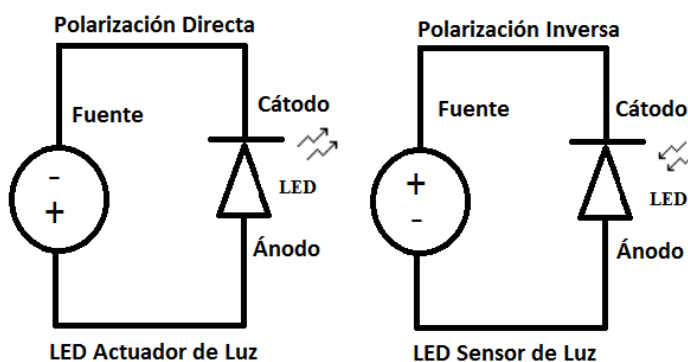 Polarización Directa
Fuente
Cátodo
-
+
LED
Ánodo
LED Actuador de Luz
Polarización Inversa
Fuente
Cátodo
+
-
LED
Ánodo
LED Sensor de Luz